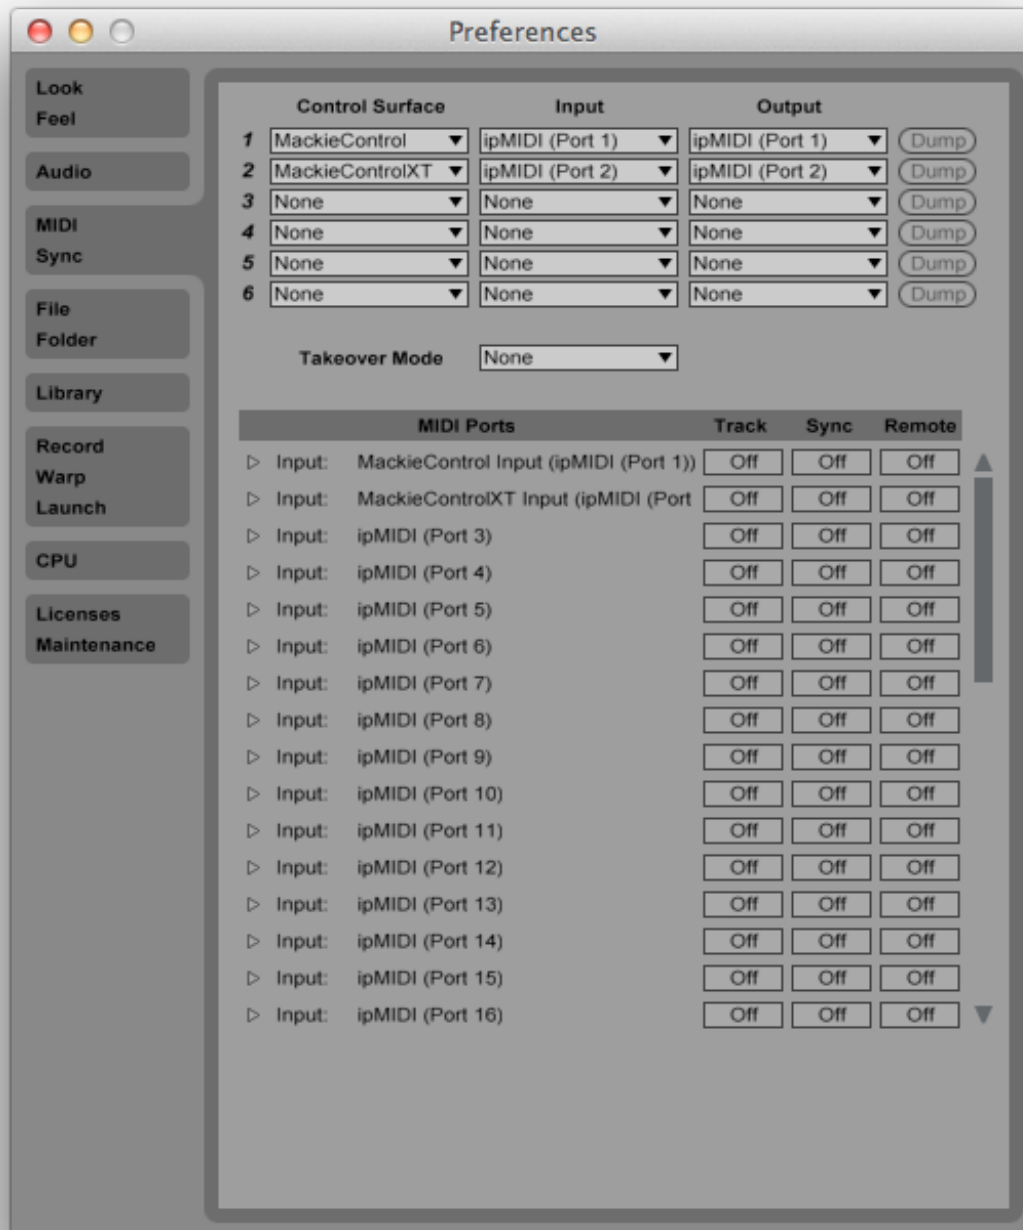 Preferences
Look
Feel
Audio
MIDI
Sync
File
Folder
Library
Record
Warp
Launch
CPU
Licenses
Maintenance
Control Surface Input Output
1 MackieControl ipMIDI (Port 1) ipMIDI (Port 1) Dump
2 MackieControlXT ipMIDI (Port 2) ipMIDI (Port 2) Dump
3 None None None Dump
4 None None None Dump
5 None None None Dump
6 None None None Dump
Takeover Mode None
MIDI Ports Track Sync Remote
Input: MackieControl Input (ipMIDI (Port 1)) Off Off Off
Input: MackieControlXT Input (ipMIDI (Port Off Off Off
Input: ipMIDI (Port 3) Off Off Off
Input: ipMIDI (Port 4) Off Off Off
Input: ipMIDI (Port 5) Off Off Off
Input: ipMIDI (Port 6) Off Off Off
Input: ipMIDI (Port 7) Off Off Off
Input: ipMIDI (Port 8) Off Off Off
Input: ipMIDI (Port 9) Off Off Off
Input: ipMIDI (Port 10) Off Off Off
Input: ipMIDI (Port 11) Off Off Off
Input: ipMIDI (Port 12) Off Off Off
Input: ipMIDI (Port 13) Off Off Off
Input: ipMIDI (Port 14) Off Off Off
Input: ipMIDI (Port 15) Off Off Off
Input: ipMIDI (Port 16) Off Off Off